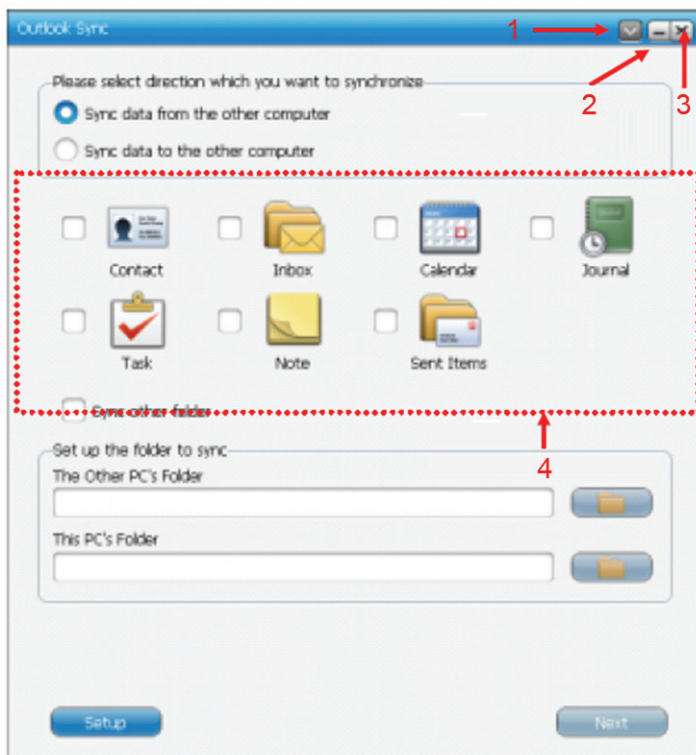 Outlook Sync
1
2
3
Please select direction which you want to synchronize
Sync data from the other computer
Sync data to the other computer
Contact Inbox Calendar Journal
Task Note Sent Items
Sync other folder
4
Set up the folder to sync
The Other PC's Folder
This PC's Folder
Setup Next